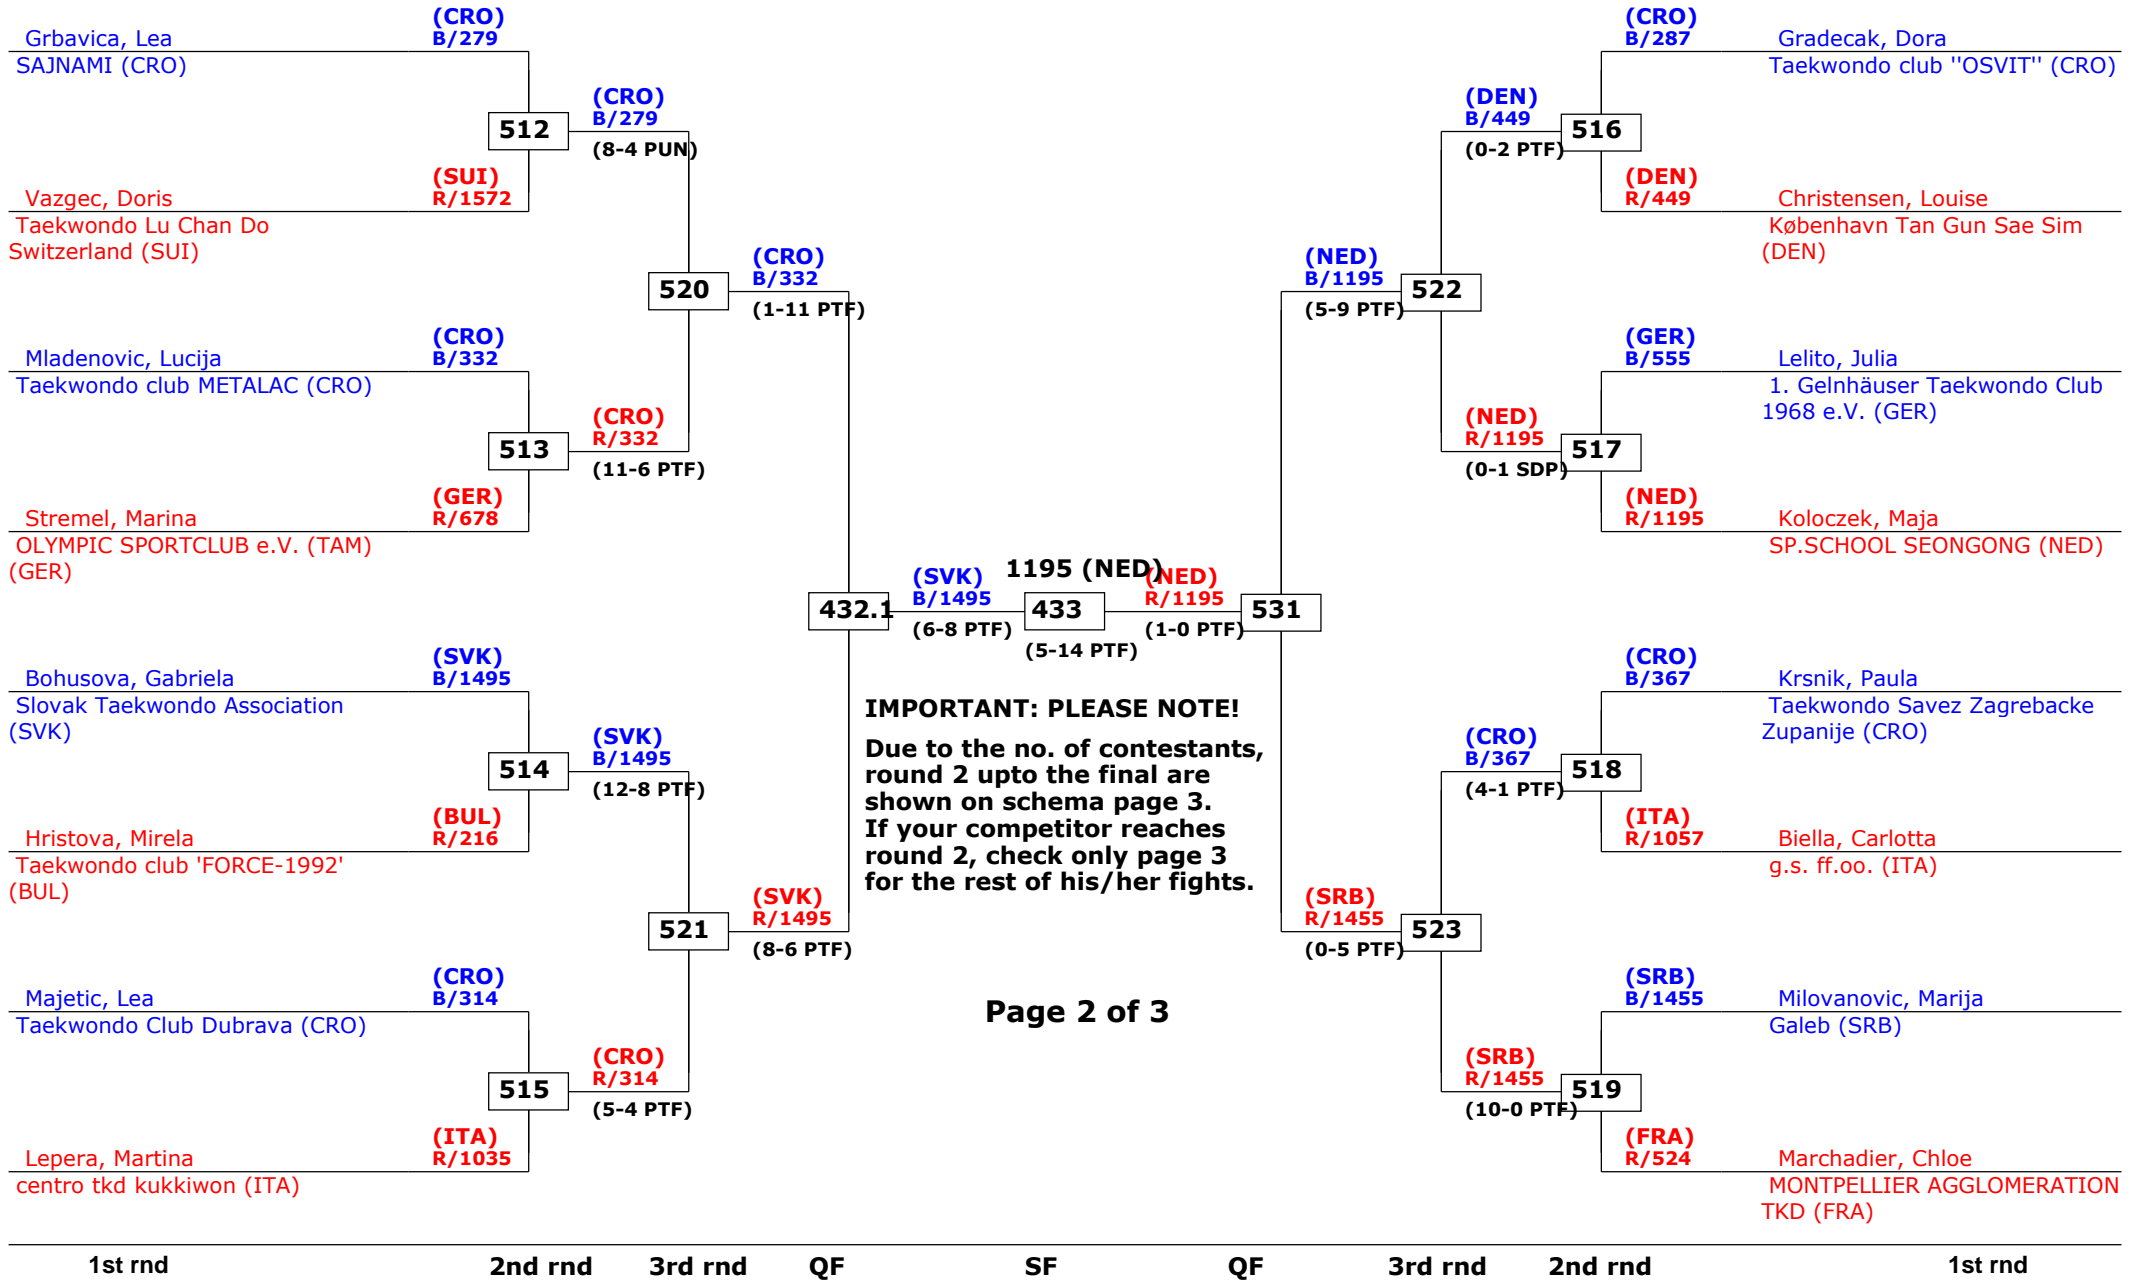 (CRO)
Grbavica, Lea B/279
SAJNAMI (CRO)
512
(CRO)
B/279
(8-4 PUN)
(SUI)
Vazgec, Doris R/1572
Taekwondo Lu Chan Do
Switzerland (SUI)
520
(CRO)
B/332
(1-11 PTF)
(CRO)
Mladenovic, Lucija B/332
Taekwondo club METALAC (CRO)
513
(CRO)
R/332
(11-6 PTF)
(GER)
Stremel, Marina R/678
OLYMPIC SPORTCLUB e.V. (TAM)
(GER)
432.1
(SVK)
B/1495
(6-8 PTF)
(SVK)
Bohusova, Gabriela B/1495
Slovak Taekwondo Association
(SVK)
514
(SVK)
B/1495
(12-8 PTF)
(BUL)
Hristova, Mirela R/216
Taekwondo club 'FORCE-1992'
(BUL)
521
(SVK)
R/1495
(8-6 PTF)
(CRO)
Majetic, Lea B/314
Taekwondo Club Dubrava (CRO)
515
(CRO)
R/314
(5-4 PTF)
(ITA)
Lepera, Martina R/1035
centro tkd kukkiwon (ITA)
1195 (NED)
433
(5-14 PTF)
(NED)
R/1195
(1-0 PTF)
531
IMPORTANT: PLEASE NOTE!
Due to the no. of contestants,
round 2 upto the final are
shown on schema page 3.
If your competitor reaches
round 2, check only page 3
for the rest of his/her fights.
Page 2 of 3
(CRO)
B/287 Gradecak, Dora
Taekwondo club ''OSVIT'' (CRO)
(DEN)
B/449
(0-2 PTF)
516
(DEN)
R/449 Christensen, Louise
København Tan Gun Sae Sim
(DEN)
(NED)
B/1195
(5-9 PTF)
522
(GER)
B/555 Lelito, Julia
1. Gelnhäuser Taekwondo Club
1968 e.V. (GER)
(NED)
R/1195
(0-1 SDP)
517
(NED)
R/1195 Koloczek, Maja
SP.SCHOOL SEONGONG (NED)
(CRO)
B/367 Krsnik, Paula
Taekwondo Savez Zagrebacke
Zupanije (CRO)
(CRO)
B/367
(4-1 PTF)
518
(ITA)
R/1057 Biella, Carlotta
g.s. ff.oo. (ITA)
(SRB)
R/1455
(0-5 PTF)
523
(SRB)
B/1455 Milovanovic, Marija
Galeb (SRB)
(SRB)
R/1455
(10-0 PTF)
519
(FRA)
R/524 Marchadier, Chloe
MONTPELLIER AGGLOMERATION
TKD (FRA)
1st rnd 2nd rnd 3rd rnd QF SF QF 3rd rnd 2nd rnd 1st rnd